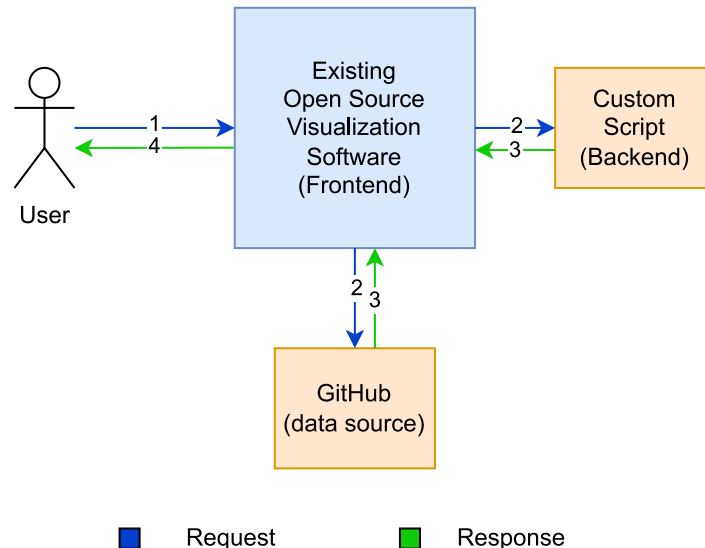 Existing
Open Source
Visualization
Software
(Frontend)
Custom
Script
(Backend)
1
4
2
3
User
2
3
GitHub
(data source)
Request
Response